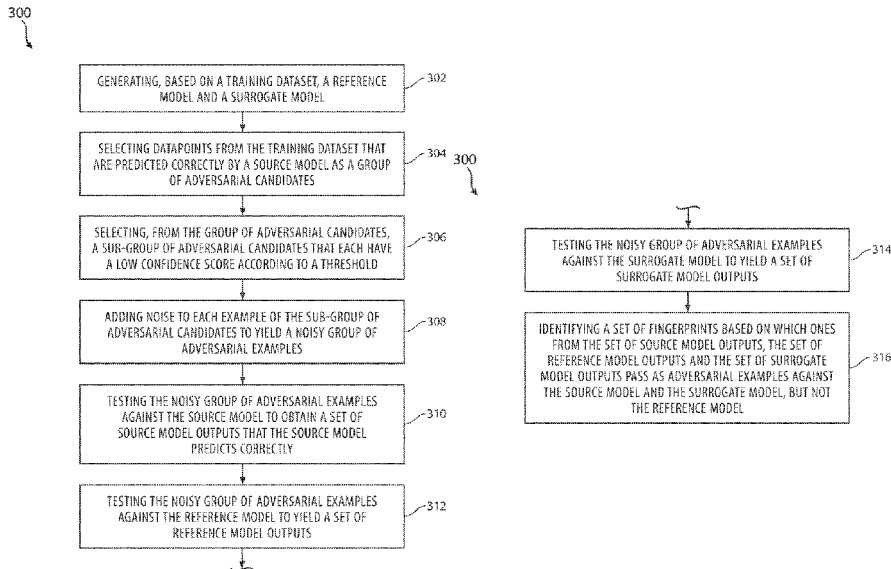 300
GENERATING, BASED ON A TRAINING DATASET, A REFERENCE
MODEL AND A SURROGATE MODEL
302
SELECTING DATAPOINTS FROM THE TRAINING DATASET THAT
ARE PREDICTED CORRECTLY BY A SOURCE MODEL AS A GROUP
OF ADVERSARIAL CANDIDATES
304
SELECTING, FROM THE GROUP OF ADVERSARIAL CANDIDATES,
A SUB-GROUP OF ADVERSARIAL CANDIDATES THAT EACH HAVE
A LOW CONFIDENCE SCORE ACCORDING TO A THRESHOLD
306
ADDING NOISE TO EACH EXAMPLE OF THE SUB-GROUP OF
ADVERSARIAL CANDIDATES TO YIELD A NOISY GROUP OF
ADVERSARIAL EXAMPLES
308
TESTING THE NOISY GROUP OF ADVERSARIAL EXAMPLES
AGAINST THE SOURCE MODEL TO OBTAIN A SET OF
SOURCE MODEL OUTPUTS THAT THE SOURCE MODEL
PREDICTS CORRECTLY
310
TESTING THE NOISY GROUP OF ADVERSARIAL EXAMPLES
AGAINST THE REFERENCE MODEL TO YIELD A SET OF
REFERENCE MODEL OUTPUTS
312
300
TESTING THE NOISY GROUP OF ADVERSARIAL EXAMPLES
AGAINST THE SURROGATE MODEL TO YIELD A SET OF
SURROGATE MODEL OUTPUTS
314
IDENTIFYING A SET OF FINGERPRINTS BASED ON WHICH ONES
FROM THE SET OF SOURCE MODEL OUTPUTS, THE SET OF
REFERENCE MODEL OUTPUTS AND THE SET OF SURROGATE
MODEL OUTPUTS PASS AS ADVERSARIAL EXAMPLES AGAINST
THE SOURCE MODEL AND THE SURROGATE MODEL, BUT NOT
THE REFERENCE MODEL
316